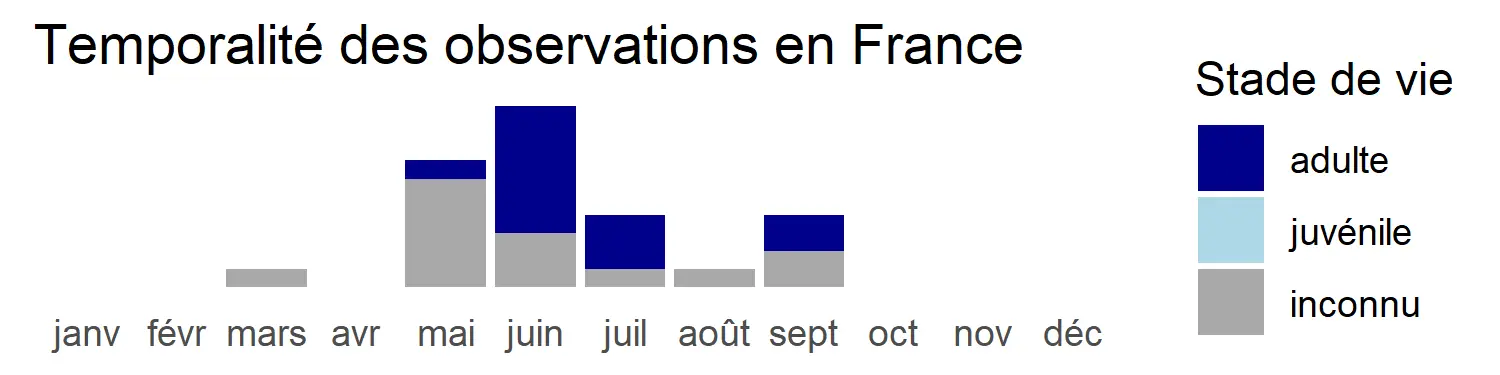 Temporalité des observations en France
Stade de vie
adulte
juvénile
inconnu
janv févr mars avr mai juin juil août sept oct nov déc